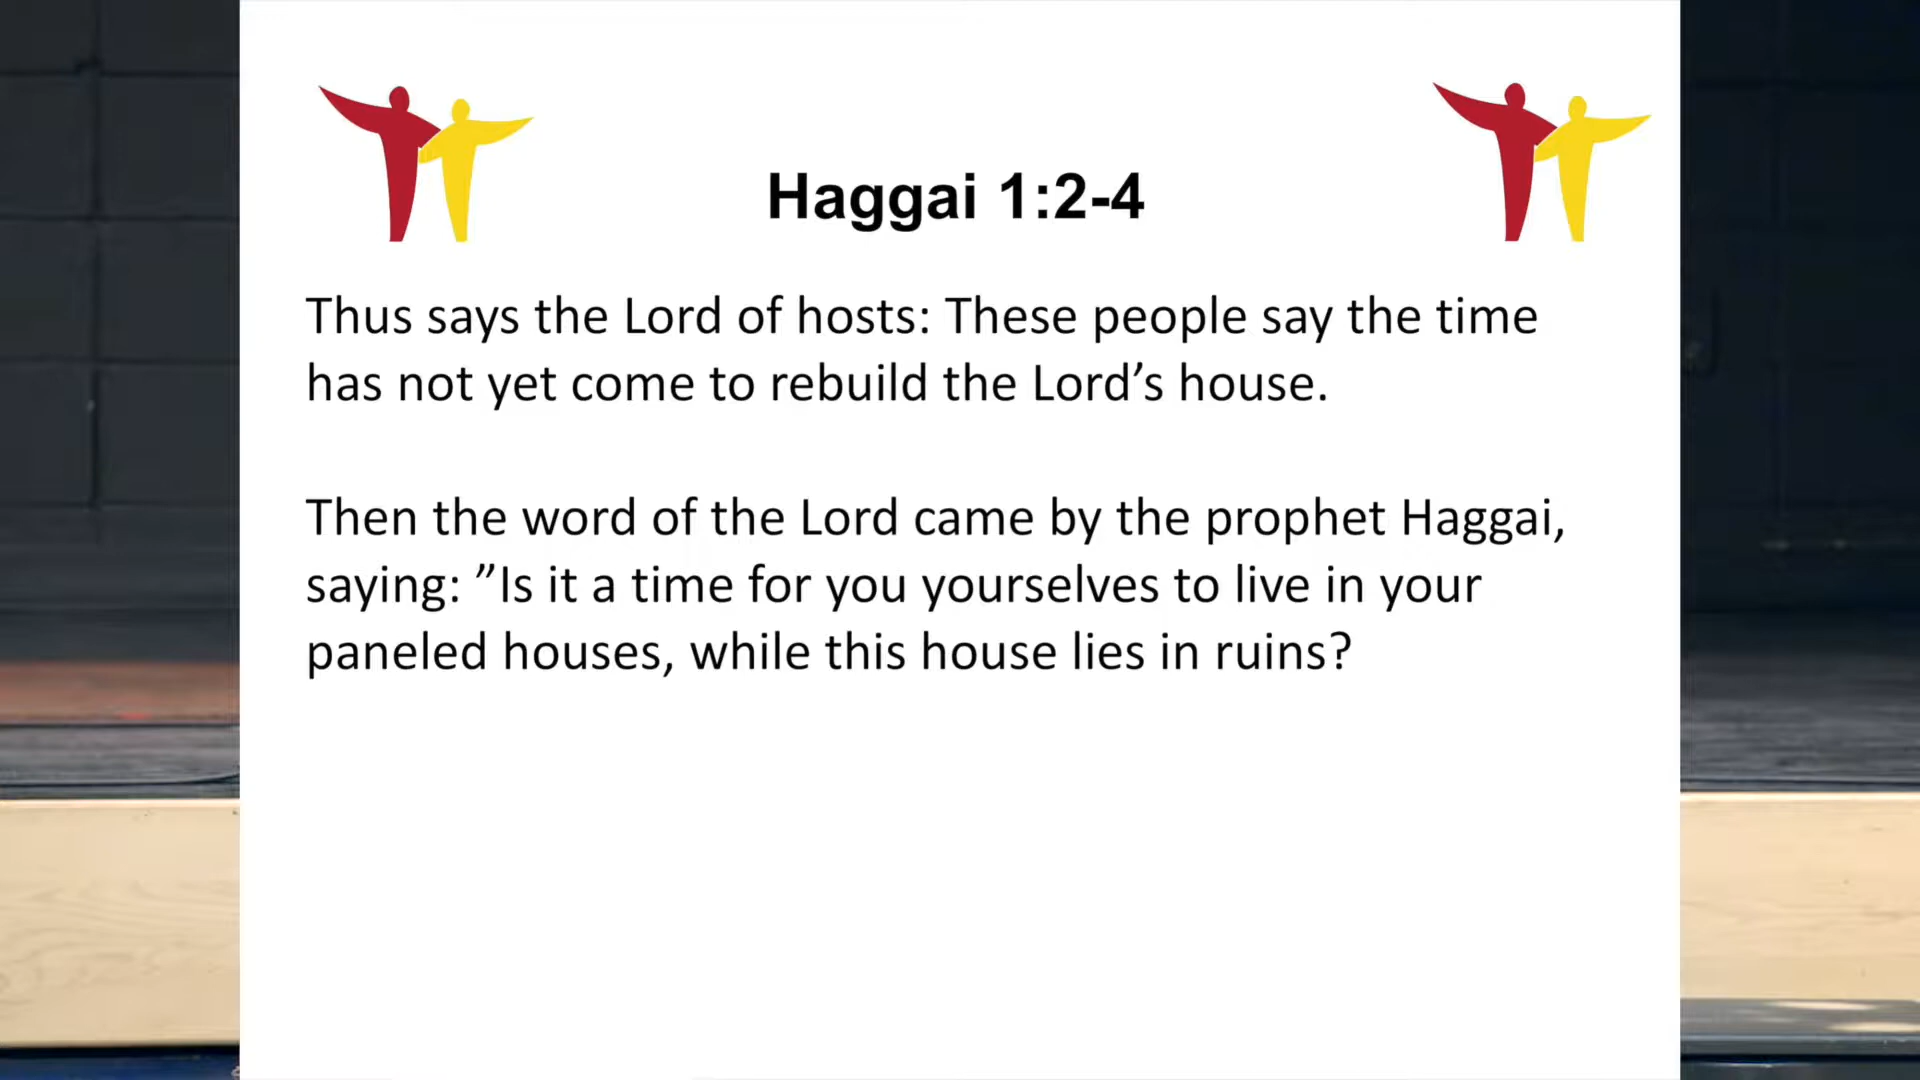 Haggai 1:2-4
Thus says the Lord of hosts: These people say the time
has not yet come to rebuild the Lord’s house.
Then the word of the Lord came by the prophet Haggai,
saying: ”Is it a time for you yourselves to live in your
paneled houses, while this house lies in ruins?